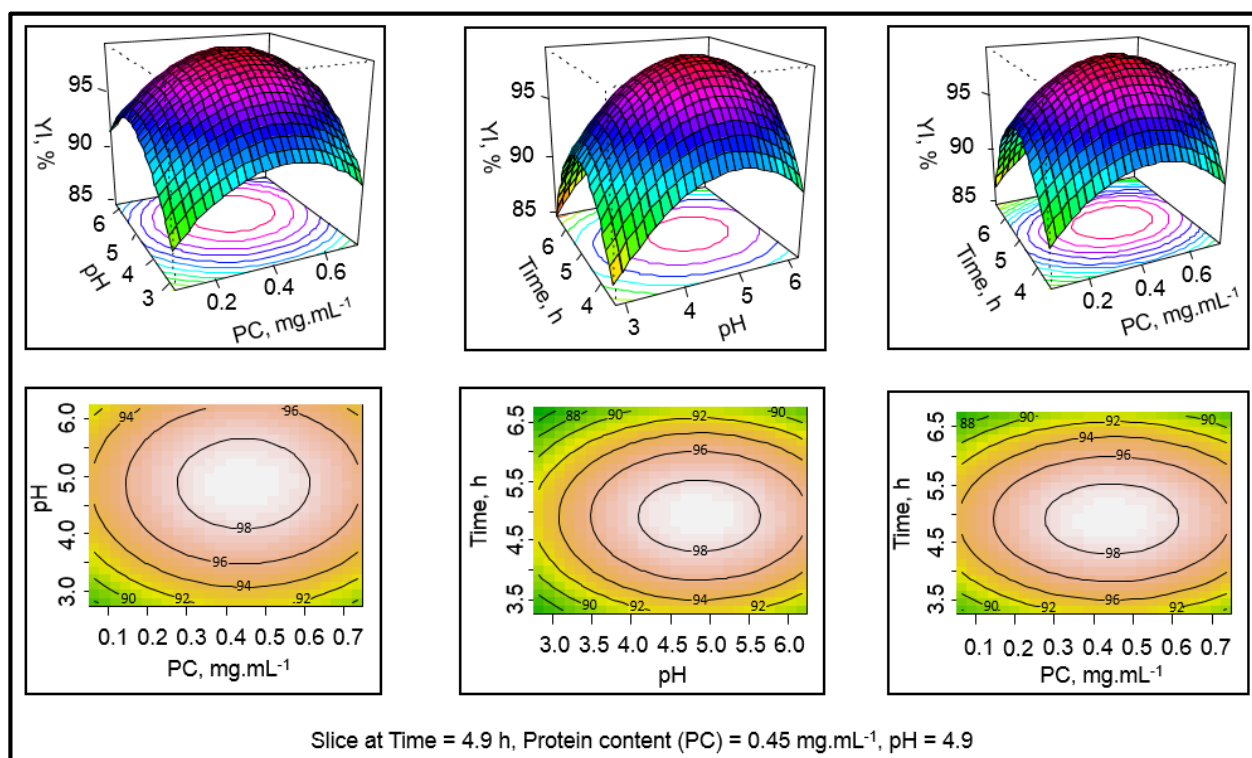 95
90
85
YI, %
6
5
4
3
pH
0.2
0.4
0.6
PC, mg.mL⁻¹
95
90
85
YI, %
6
5
4
Time, h
3
4
5
6
pH
95
90
85
YI, %
6
5
4
Time, h
0.2
0.4
0.6
PC, mg.mL⁻¹
pH
3.0 4.0 5.0 6.0
94
96
98
96
94
90
92
92
0.1 0.2 0.3 0.4 0.5 0.6 0.7
PC, mg.mL⁻¹
Time, h
3.5 4.5 5.5 6.5
88
90
92
90
96
98
94
90
92
92
3.0 3.5 4.0 4.5 5.0 5.5 6.0
pH
Time, h
3.5 4.5 5.5 6.5
88
90
92
90
94
96
98
96
90
92
92
0.1 0.2 0.3 0.4 0.5 0.6 0.7
PC, mg.mL⁻¹
Slice at Time = 4.9 h, Protein content (PC) = 0.45 mg.mL⁻¹, pH = 4.9